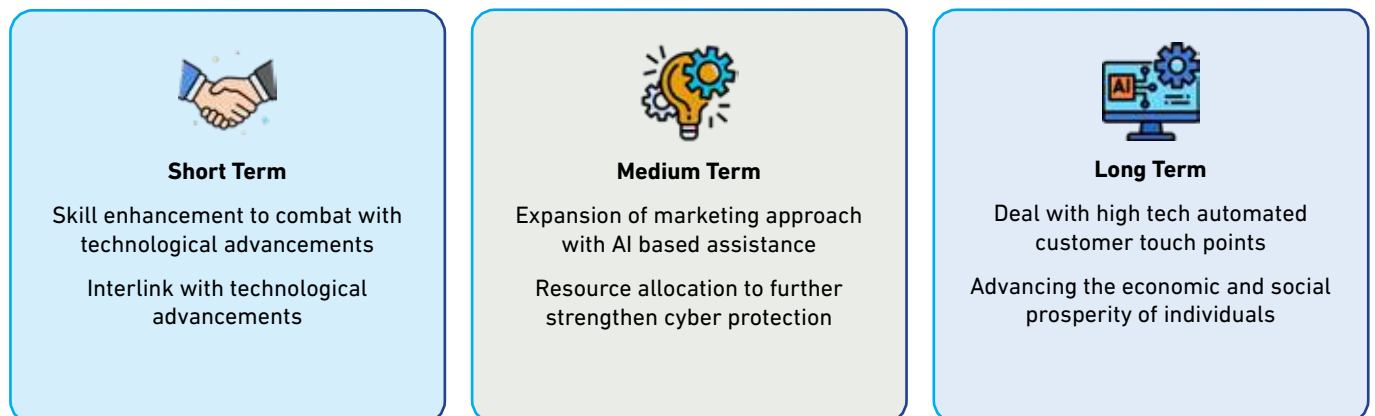 Short Term
Skill enhancement to combat with
technological advancements
Interlink with technological
advancements
Medium Term
Expansion of marketing approach
with AI based assistance
Resource allocation to further
strengthen cyber protection
AI
Long Term
Deal with high tech automated
customer touch points
Advancing the economic and social
prosperity of individuals